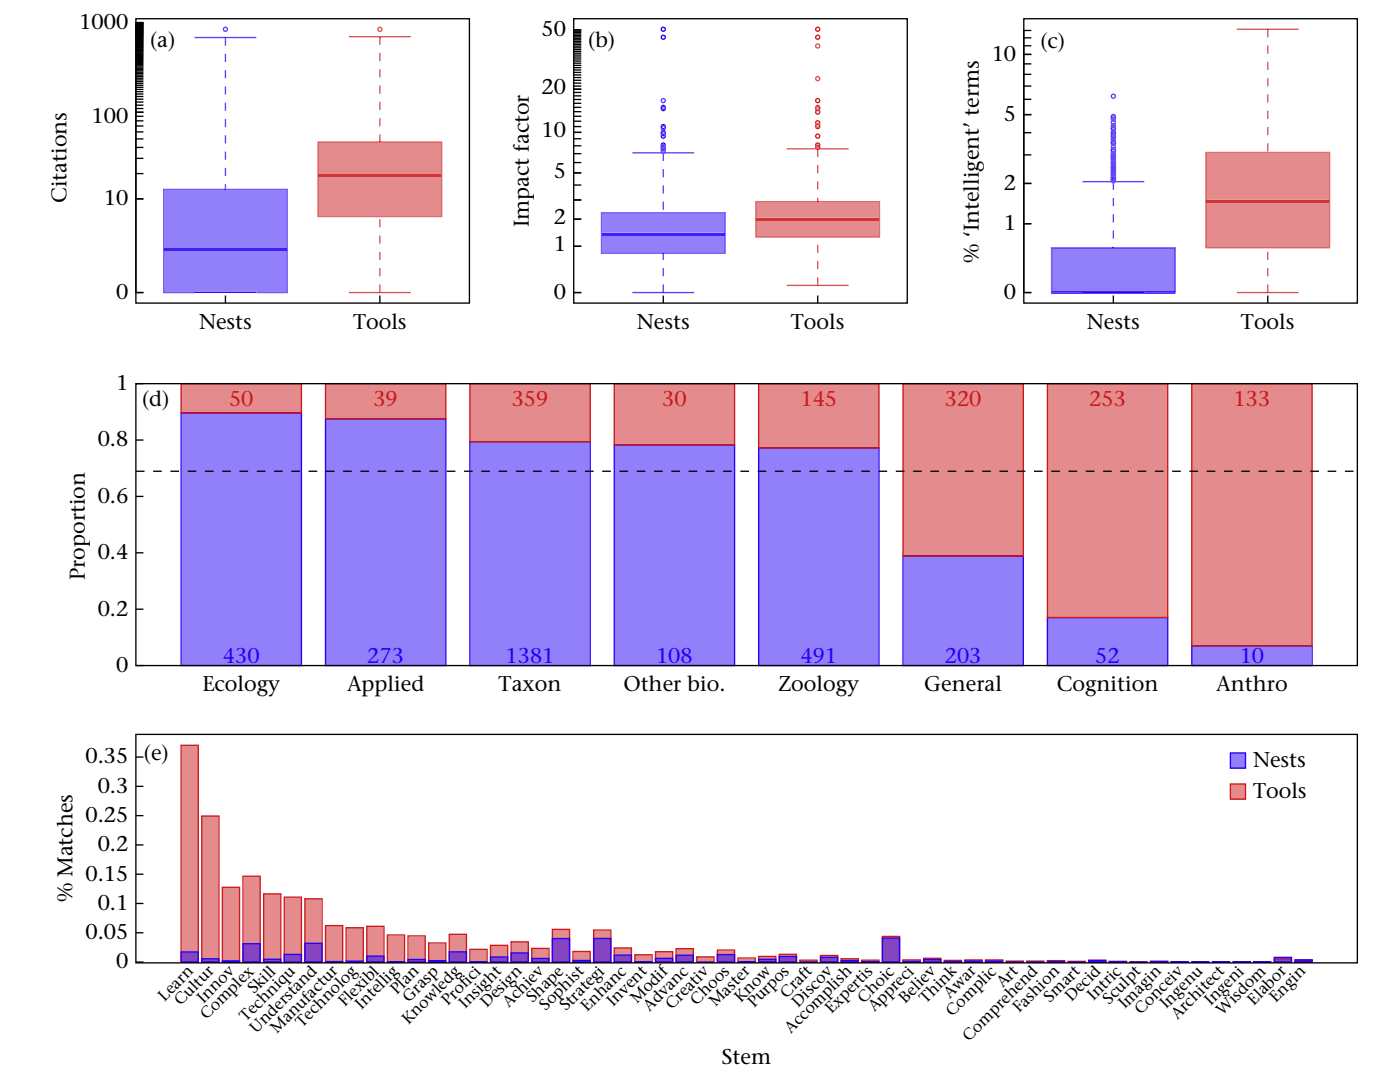 (a)
Citations
1000
100
10
0
Nests
Tools
(b)
Impact factor
50
20
10
5
2
1
0
Nests
Tools
(c)
% ‘Intelligent’ terms
10
5
2
1
0
Nests
Tools
(d)
Proportion
1
0.8
0.6
0.4
0.2
0
50 39 359 30 145 320 253 133
430 273 1381 108 491 203 52 10
Ecology Applied Taxon Other bio. Zoology General Cognition Anthro
(e)
% Matches
0.35
0.3
0.25
0.2
0.15
0.1
0.05
0
Nests
Tools
Learn
Cultur
Innov
Complex
Skill
Techniqu
Understand
Manufactur
Technolog
Flexibl
Intellig
Plan
Grasp
Knowledg
Profici
Insight
Design
Achiev
Shape
Sophist
Strategi
Enhanc
Invent
Modif
Advanc
Creativ
Choos
Master
Know
Purpos
Craft
Discov
Accomplish
Expertis
Choic
Appreci
Believ
Think
Awar
Complic
Art
Comprehend
Fashion
Smart
Decid
Intric
Sculpt
Imagin
Conceiv
Ingenu
Architect
Ingeni
Wisdom
Elabor
Engin
Stem